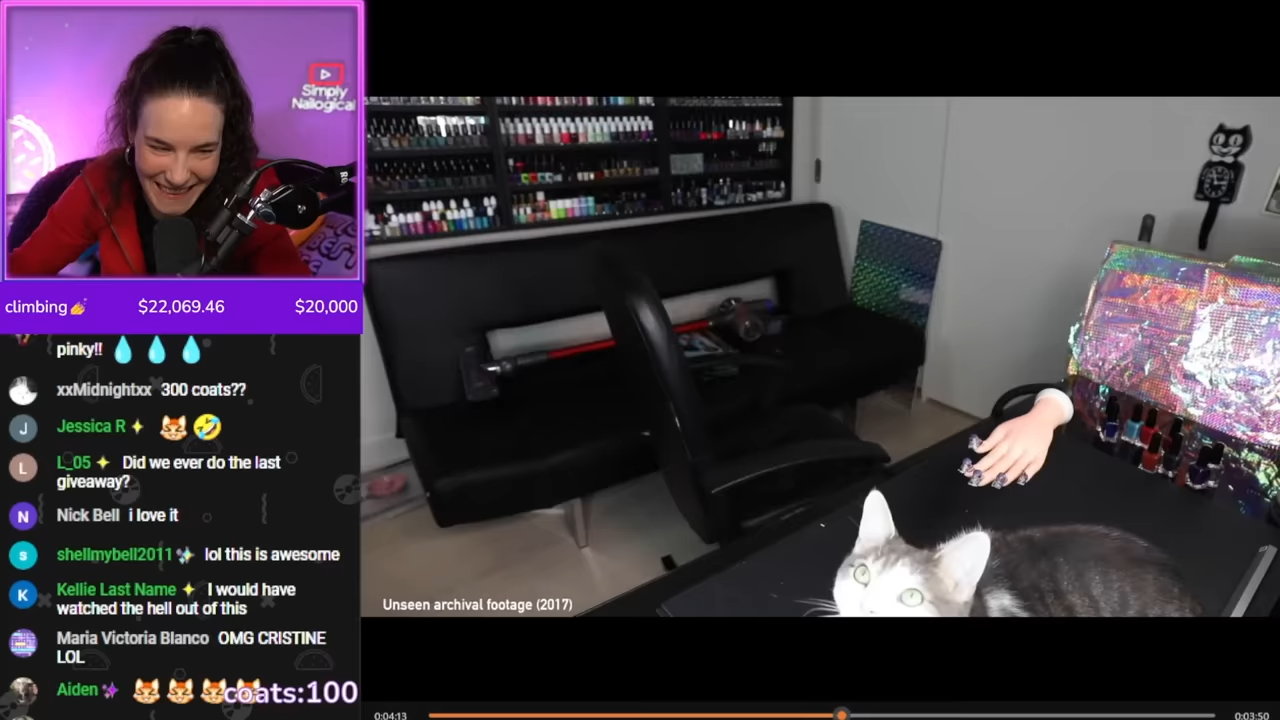 Simply
Nailogical
climbing💅 $22,069.46 $20,000
pinky!! 💧 💧 💧
xxMidnightxx 300 coats??
J
Jessica R
L
L_05 Did we ever do the last
giveaway?
N
Nick Bell i love it
s
shellmybell2011 lol this is awesome
K
Kellie Last Name I would have
watched the hell out of this
Maria Victoria Blanco OMG CRISTINE
LOL
Aiden
coats:100
Unseen archival footage (2017)
0:04:13
0:03:50